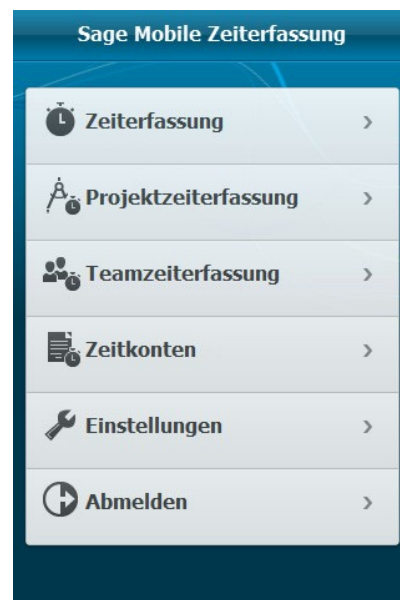 Sage Mobile Zeiterfassung
Zeiterfassung
Projektzeiterfassung
Teamzeiterfassung
Zeitkonten
Einstellungen
Abmelden